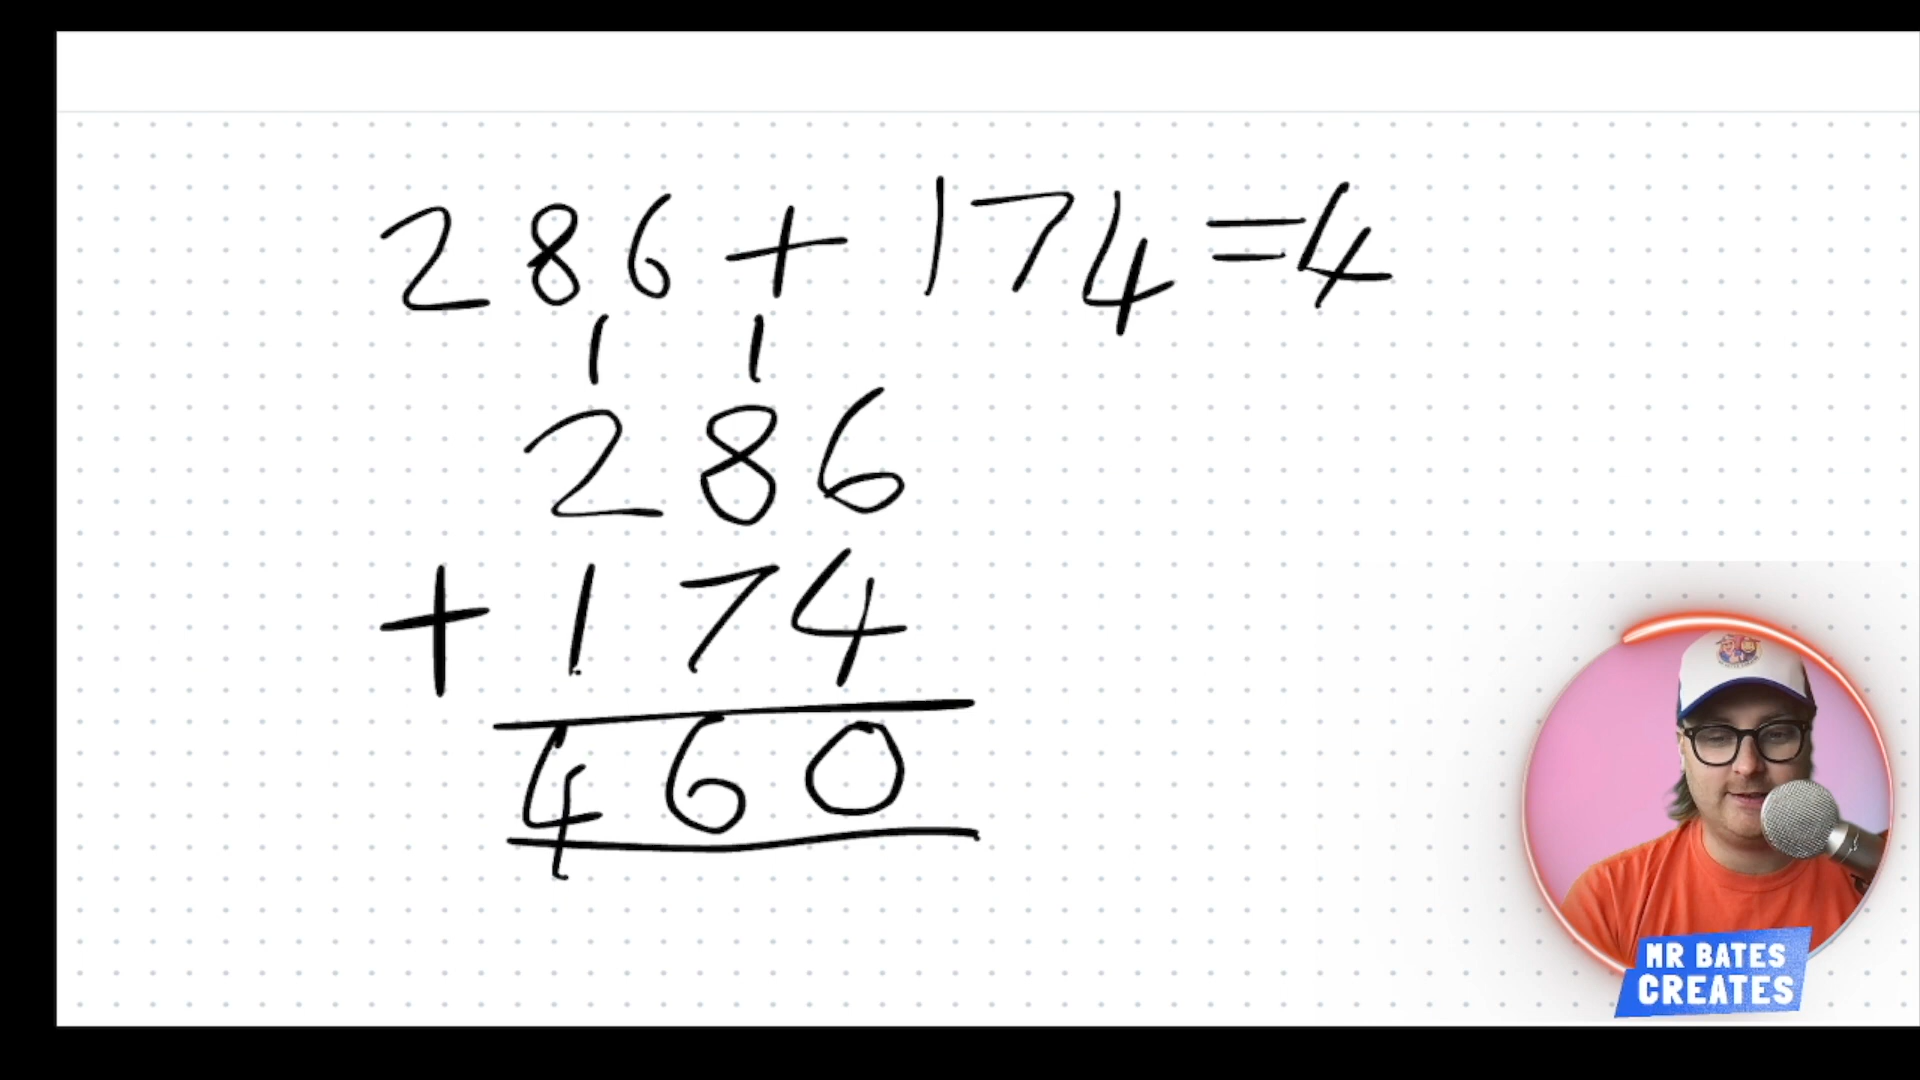 286 + 174 = 4
1 1
286
+ 174
460
MR BATES
CREATES